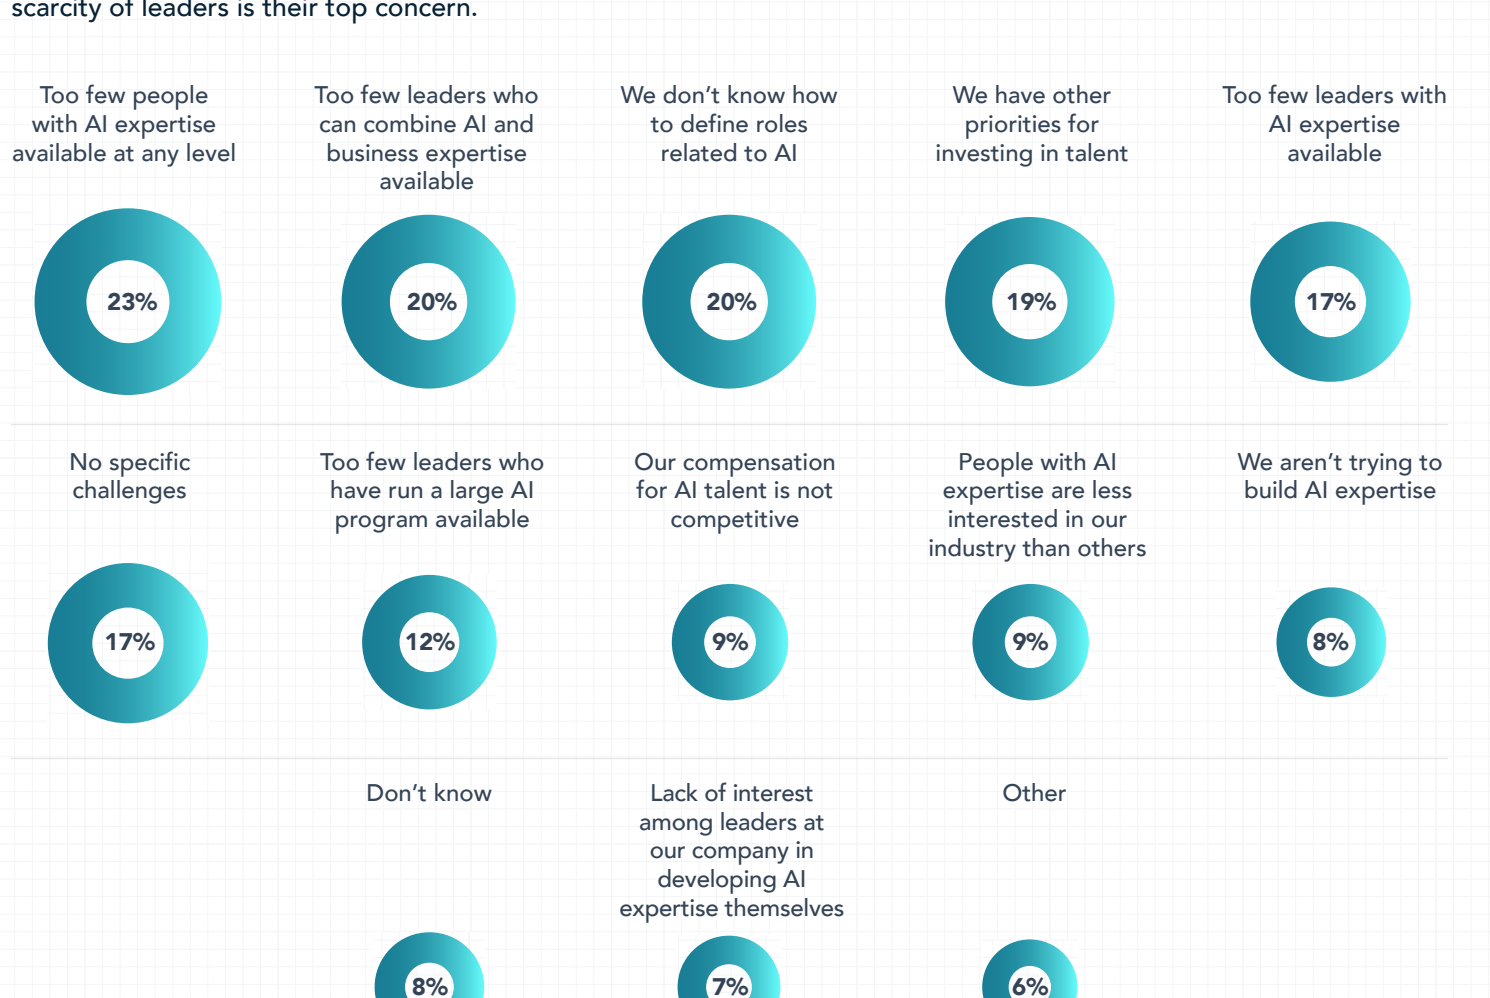 scarcity of leaders is their top concern.
Too few people
with AI expertise
available at any level
Too few leaders who
can combine AI and
business expertise
available
We don’t know how
to define roles
related to AI
We have other
priorities for
investing in talent
Too few leaders with
AI expertise
available
23%
20%
20%
19%
17%
No specific
challenges
Too few leaders who
have run a large AI
program available
Our compensation
for AI talent is not
competitive
People with AI
expertise are less
interested in our
industry than others
We aren’t trying to
build AI expertise
17%
12%
9%
9%
8%
Don’t know
Lack of interest
among leaders at
our company in
developing AI
expertise themselves
Other
8%
7%
6%